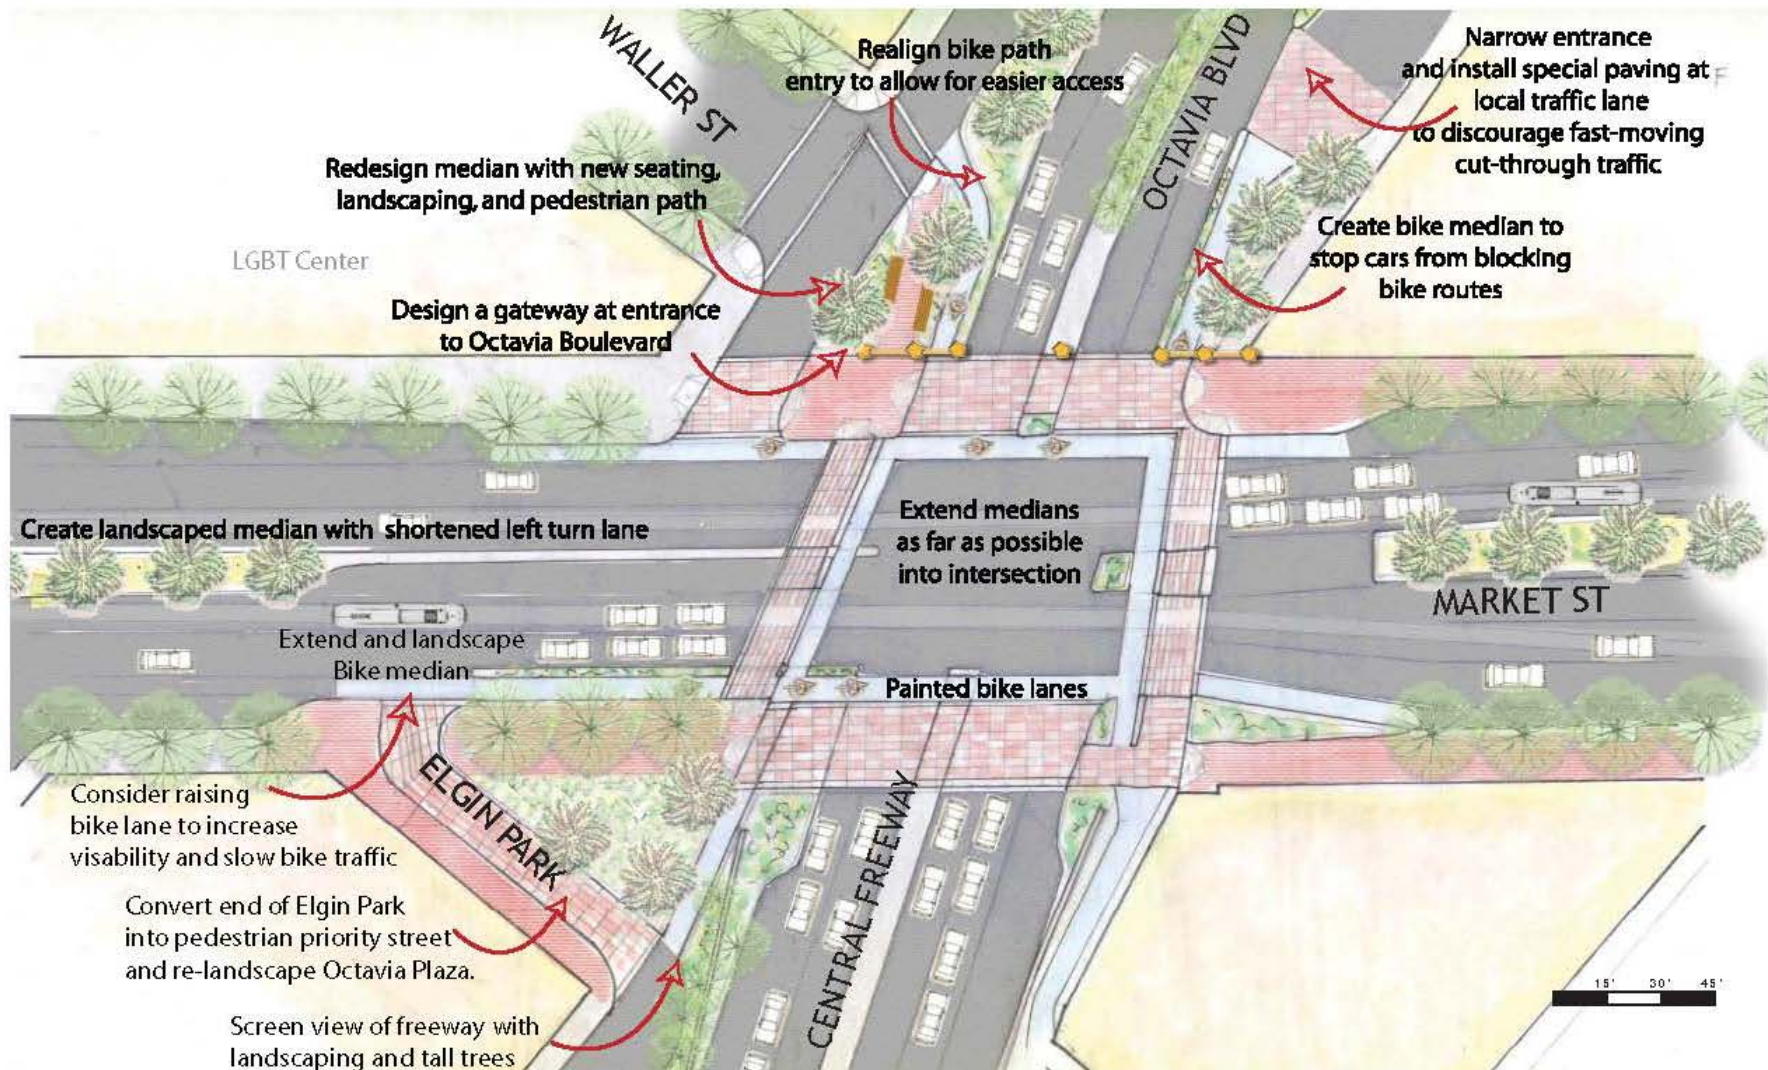 WALLER ST
Realign bike path
entry to allow for easier access
OCTAVIA BLVD
Narrow entrance
and install special paving at
local traffic lane
to discourage fast-moving
cut-through traffic
Redesign median with new seating,
landscaping, and pedestrian path
LGBT Center
Create bike median to
stop cars from blocking
bike routes
Design a gateway at entrance
to Octavia Boulevard
Create landscaped median with shortened left turn lane
Extend medians
as far as possible
into intersection
MARKET ST
Extend and landscape
Bike median
Painted bike lanes
ELGIN PARK
Consider raising
bike lane to increase
visability and slow bike traffic
CENTRAL FREEWAY
Convert end of Elgin Park
into pedestrian priority street
and re-landscape Octavia Plaza.
Screen view of freeway with
landscaping and tall trees
15' 30' 45'